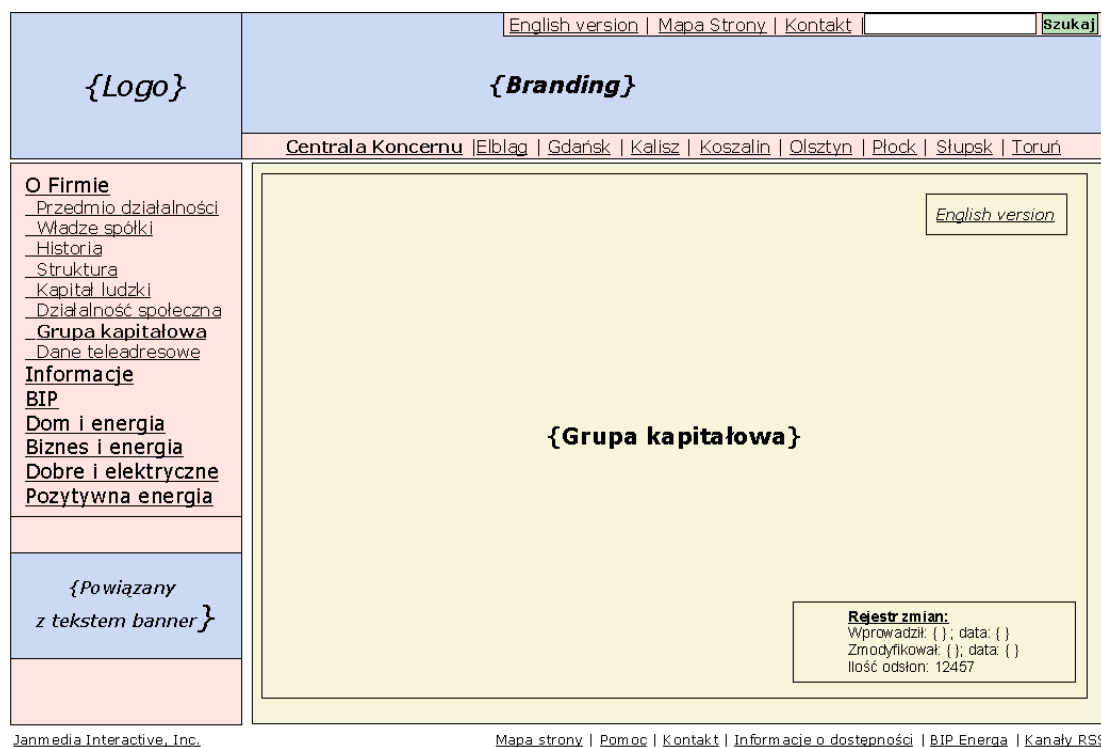 English version | Mapa Strony | Kontakt | Szukaj
{Logo}
{Branding}
Centrala Koncernu |Elbląg | Gdańsk | Kalisz | Koszalin | Olsztyn | Płock | Słupsk | Toruń
O Firmie
Przedmio działalności
Władze spółki
Historia
Struktura
Kapitał ludzki
Działalność społeczna
Grupa kapitałowa
Dane teleadresowe
Informacje
BIP
Dom i energia
Biznes i energia
Dobre i elektryczne
Pozytywna energia
{Powiązany
z tekstem banner}
English version
{Grupa kapitałowa}
Rejestr zmian:
Wprowadził: { } ; data: { }
Zmodyfikował: { }; data: { }
Ilość odsłon: 12457
Janmedia Interactive, Inc.
Mapa strony | Pomoc | Kontakt | Informacje o dostępności | BIP Energa | Kanały RSS